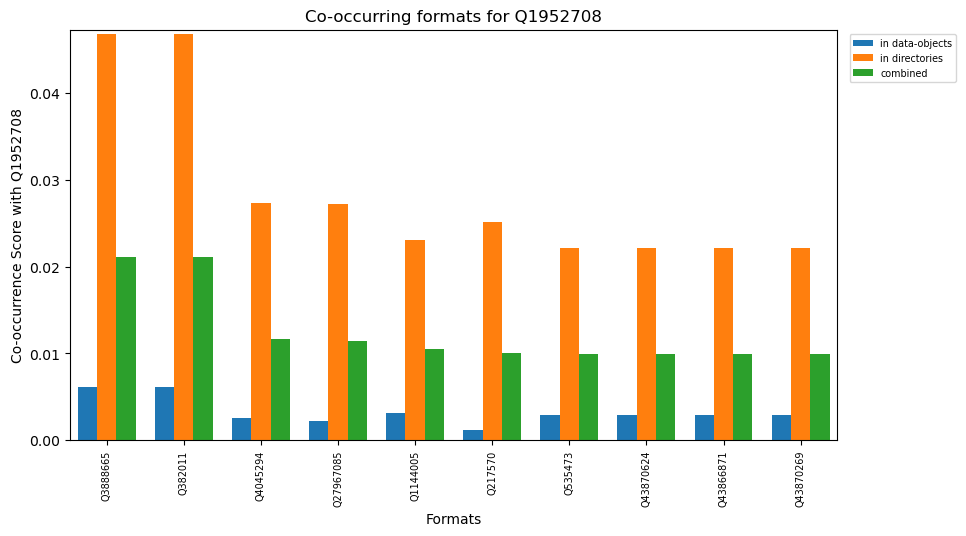 Co-occurring formats for Q1952708
in data-objects
in directories
combined
Co-occurrence Score with Q1952708
0.04
0.03
0.02
0.01
0.00
Q3888665
Q382011
Q4045294
Q27967085
Q1144005
Q217570
Q535473
Q43870624
Q43866871
Q43870269
Formats